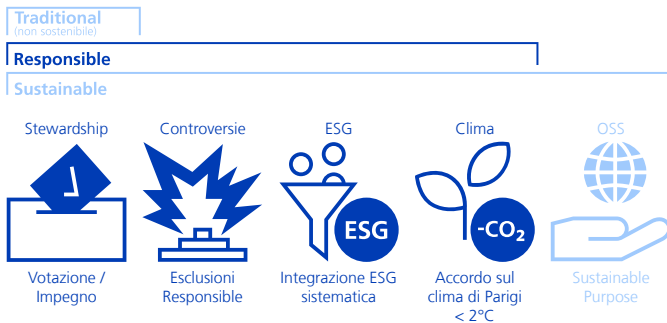 Traditional
(non sostenibile)
Responsible
Sustainable
Stewardship
Controversie
ESG
Clima
OSS
ESG
-CO₂
Votazione /
Impegno
Esclusioni
Responsible
Integrazione ESG
sistematica
Accordo sul
clima di Parigi
< 2°C
Sustainable
Purpose